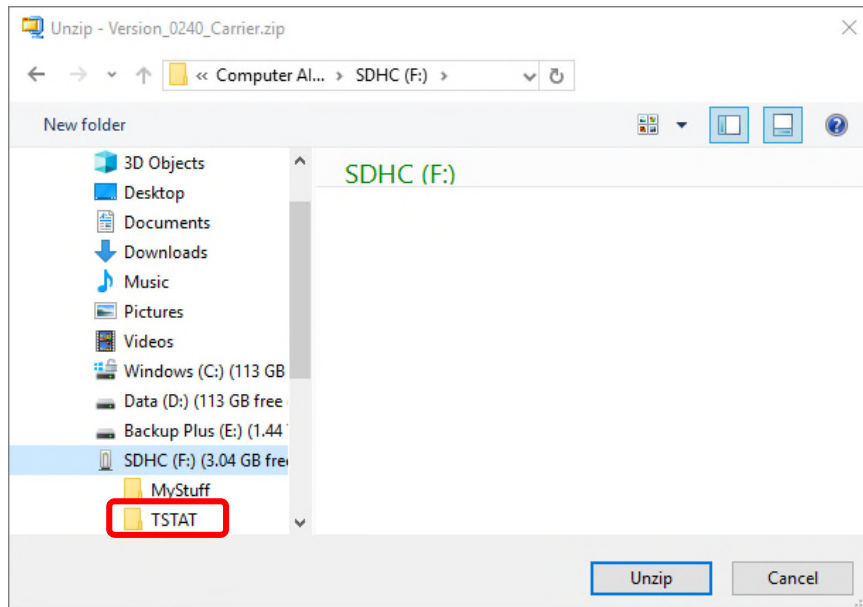 Unzip - Version_0240_Carrier.zip
« Computer Al... › SDHC (F:) ›
New folder
3D Objects
Desktop
Documents
Downloads
Music
Pictures
Videos
Windows (C:) (113 GB
Data (D:) (113 GB free
Backup Plus (E:) (1.44
SDHC (F:) (3.04 GB free
MyStuff
TSTAT
SDHC (F:)
Unzip
Cancel